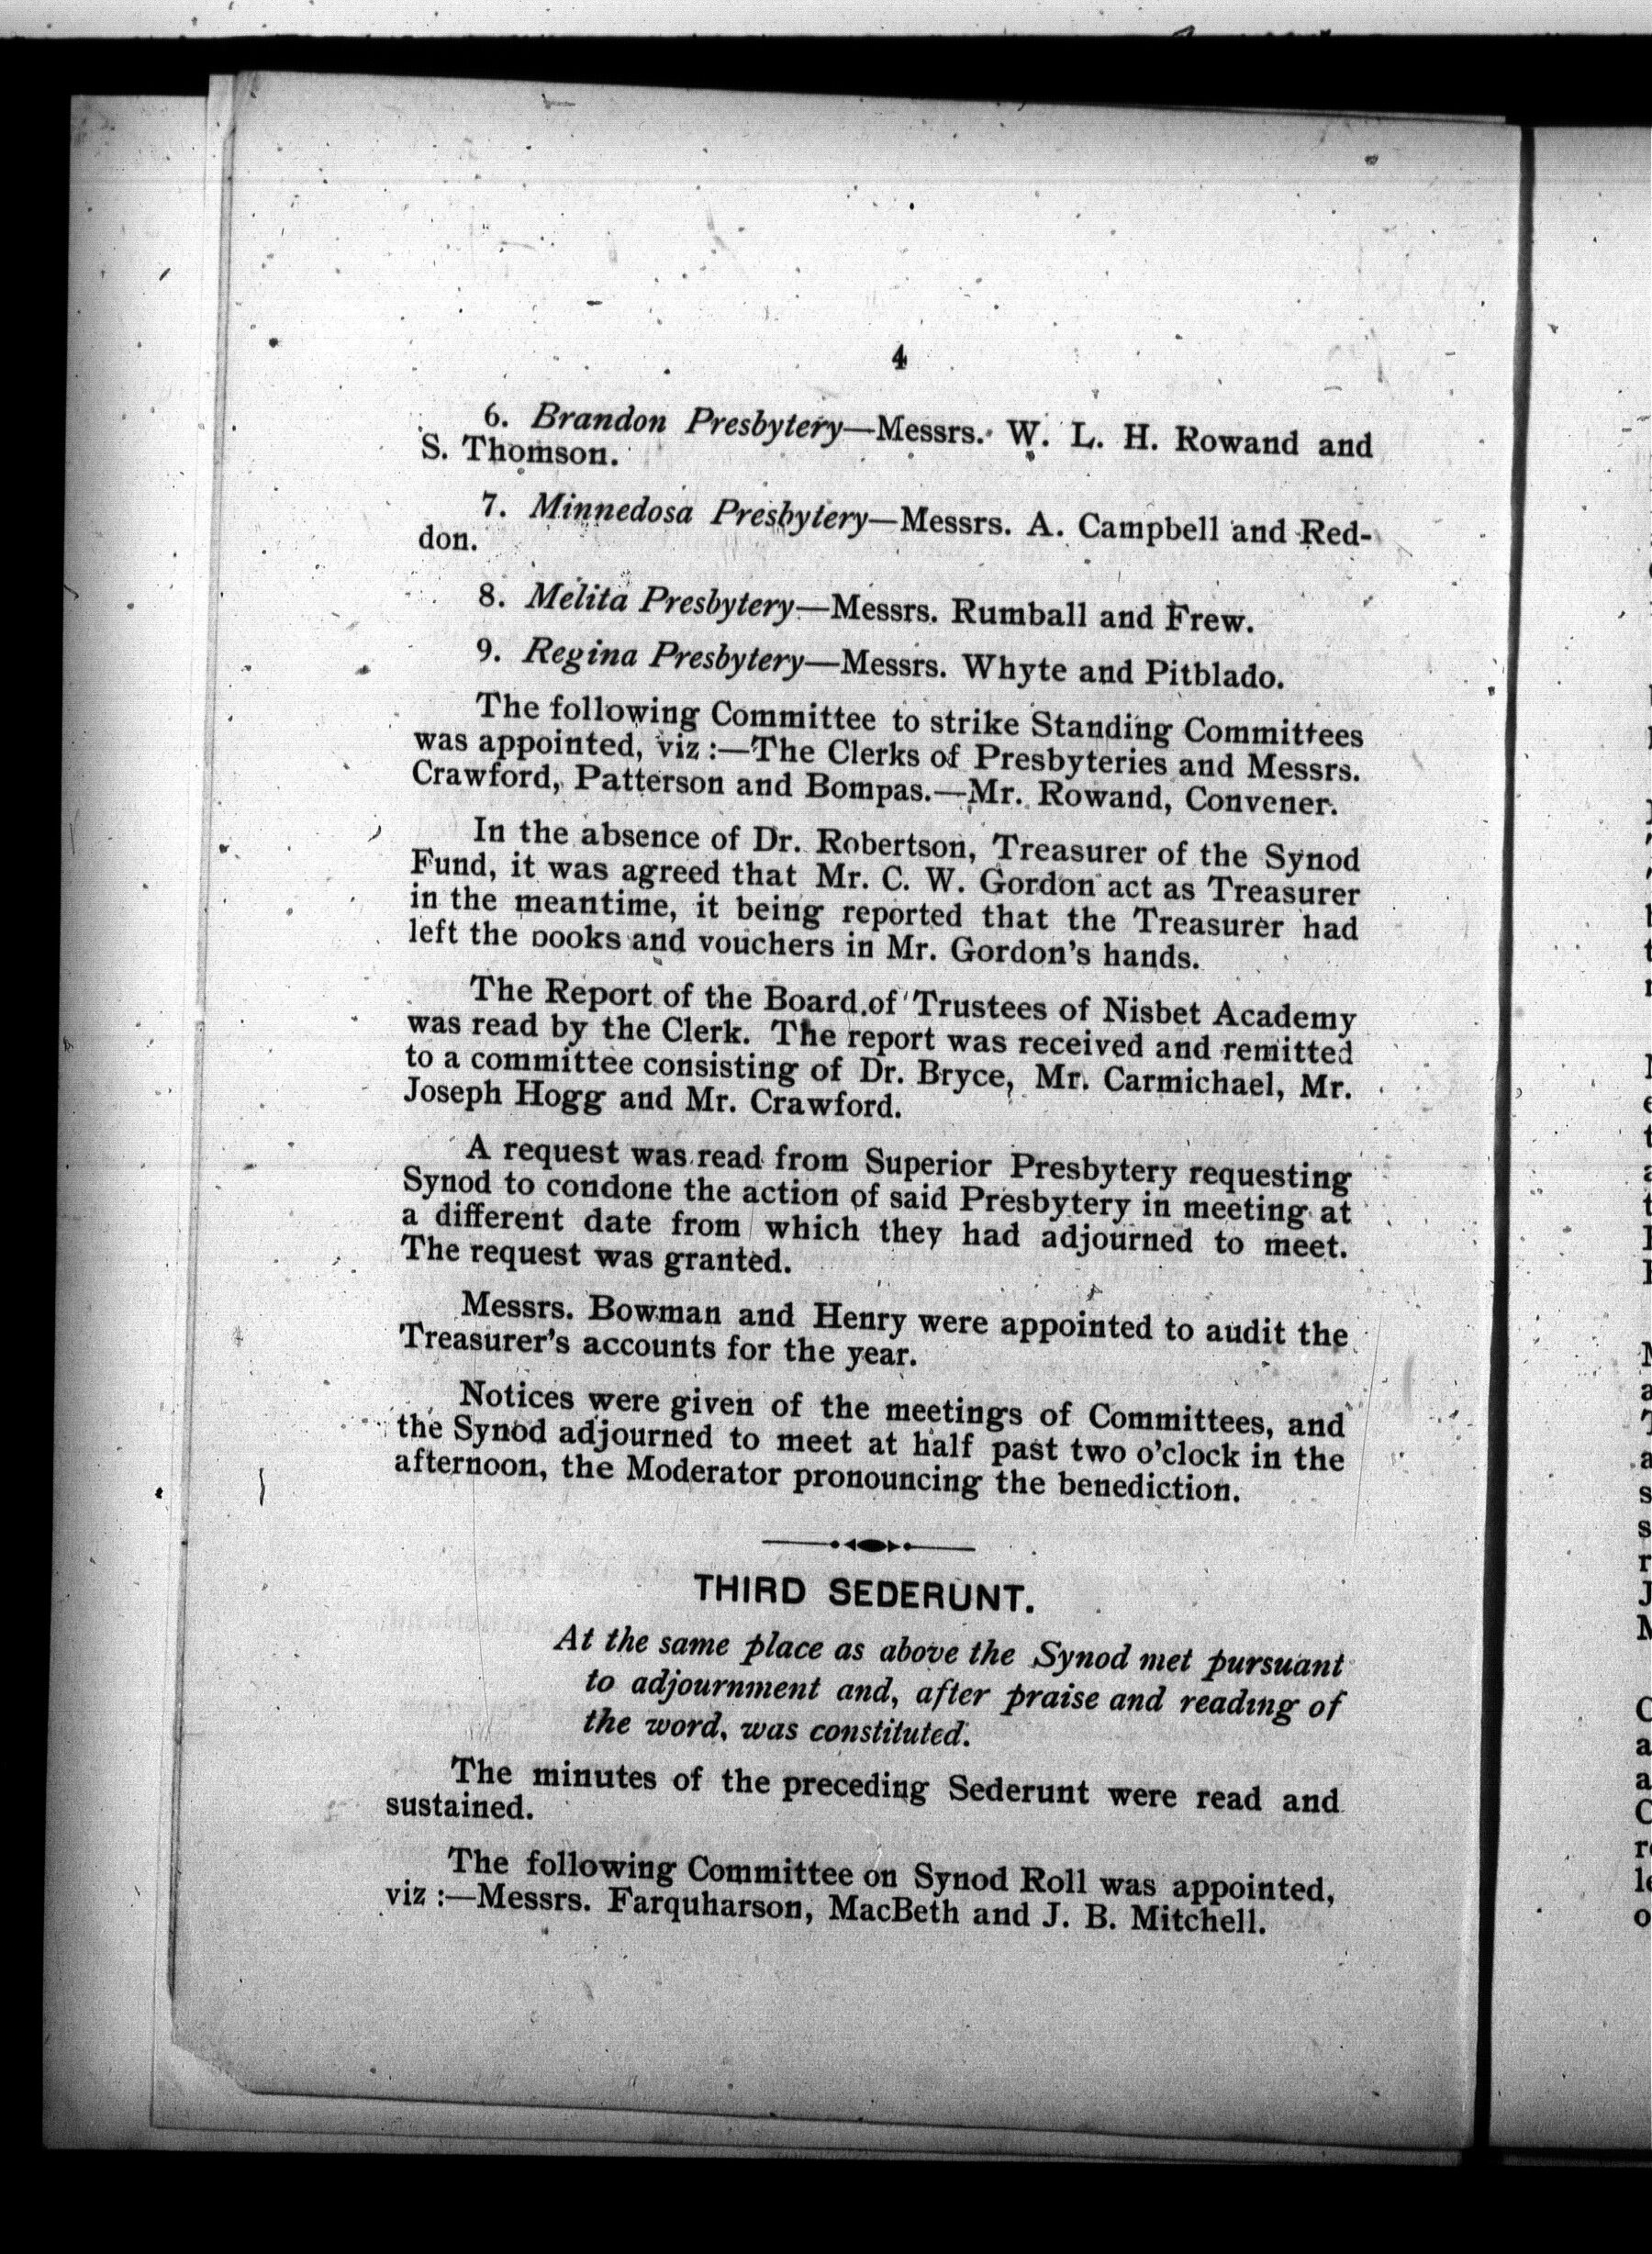 4
6. Brandon Presbytery—Messrs. W. L. H. Rowand and
S. Thomson.
7. Minnedosa Presbytery—Messrs. A. Campbell and Red-
don.
8. Melita Presbytery—Messrs. Rumball and Frew.
9. Regina Presbytery—Messrs. Whyte and Pitblado.
The following Committee to strike Standing Committees
was appointed, viz :—The Clerks of Presbyteries and Messrs.
Crawford, Patterson and Bompas.—Mr. Rowand, Convener.
In the absence of Dr. Robertson, Treasurer of the Synod
Fund, it was agreed that Mr. C. W. Gordon act as Treasurer
in the meantime, it being reported that the Treasurer had
left the books and vouchers in Mr. Gordon's hands.
The Report of the Board of Trustees of Nisbet Academy
was read by the Clerk. The report was received and remitted
to a committee consisting of Dr. Bryce, Mr. Carmichael, Mr.
Joseph Hogg and Mr. Crawford.
A request was read from Superior Presbytery requesting
Synod to condone the action of said Presbytery in meeting at
a different date from which they had adjourned to meet.
The request was granted.
Messrs. Bowman and Henry were appointed to audit the
Treasurer's accounts for the year.
Notices were given of the meetings of Committees, and
the Synod adjourned to meet at half past two o'clock in the
afternoon, the Moderator pronouncing the benediction.
THIRD SEDERUNT.
At the same place as above the Synod met pursuant
to adjournment and, after praise and reading of
the word, was constituted.
The minutes of the preceding Sederunt were read and
sustained.
The following Committee on Synod Roll was appointed,
viz :—Messrs. Farquharson, MacBeth and J. B. Mitchell.